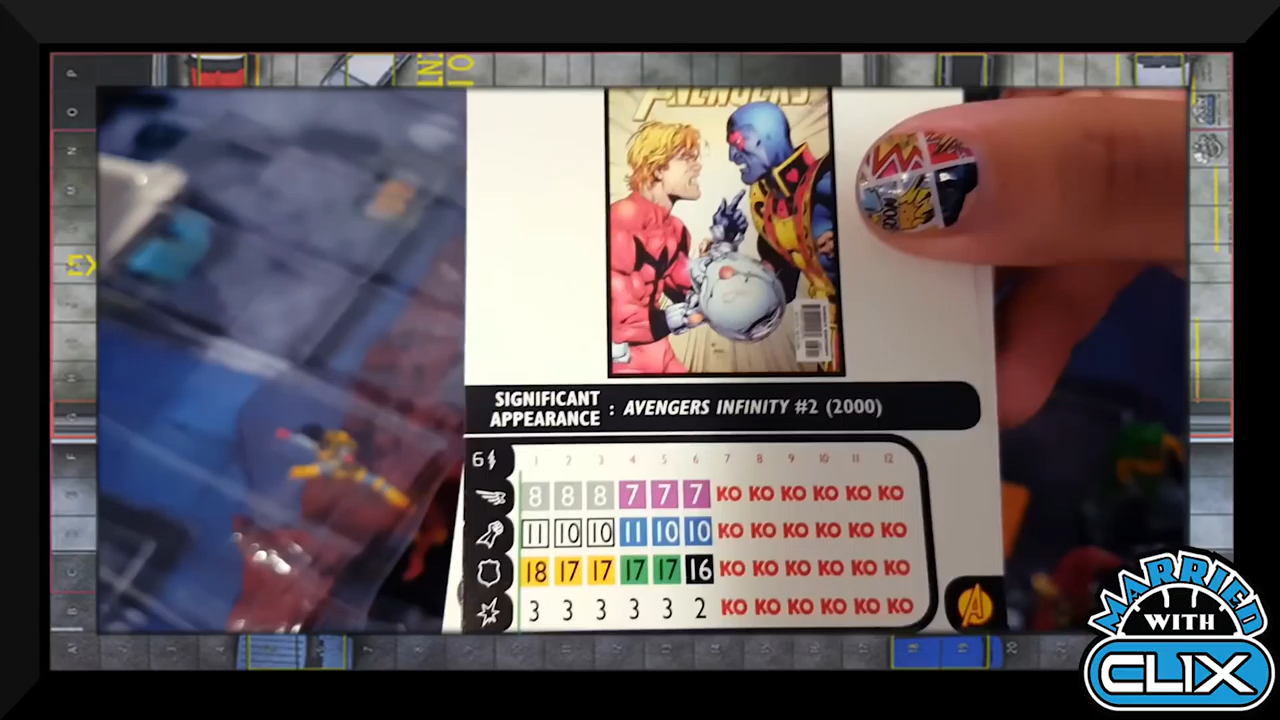 AVENGERS
SIGNIFICANT
APPEARANCE : AVENGERS INFINITY #2 (2000)
6 1 2 3 4 5 6 7 8 9 10 11 12
8 8 8 7 7 7 KO KO KO KO KO KO
11 10 10 11 10 10 KO KO KO KO KO KO
18 17 17 17 17 16 KO KO KO KO KO KO
3 3 3 3 3 2 KO KO KO KO KO KO
MARRIED
WITH
CLIX